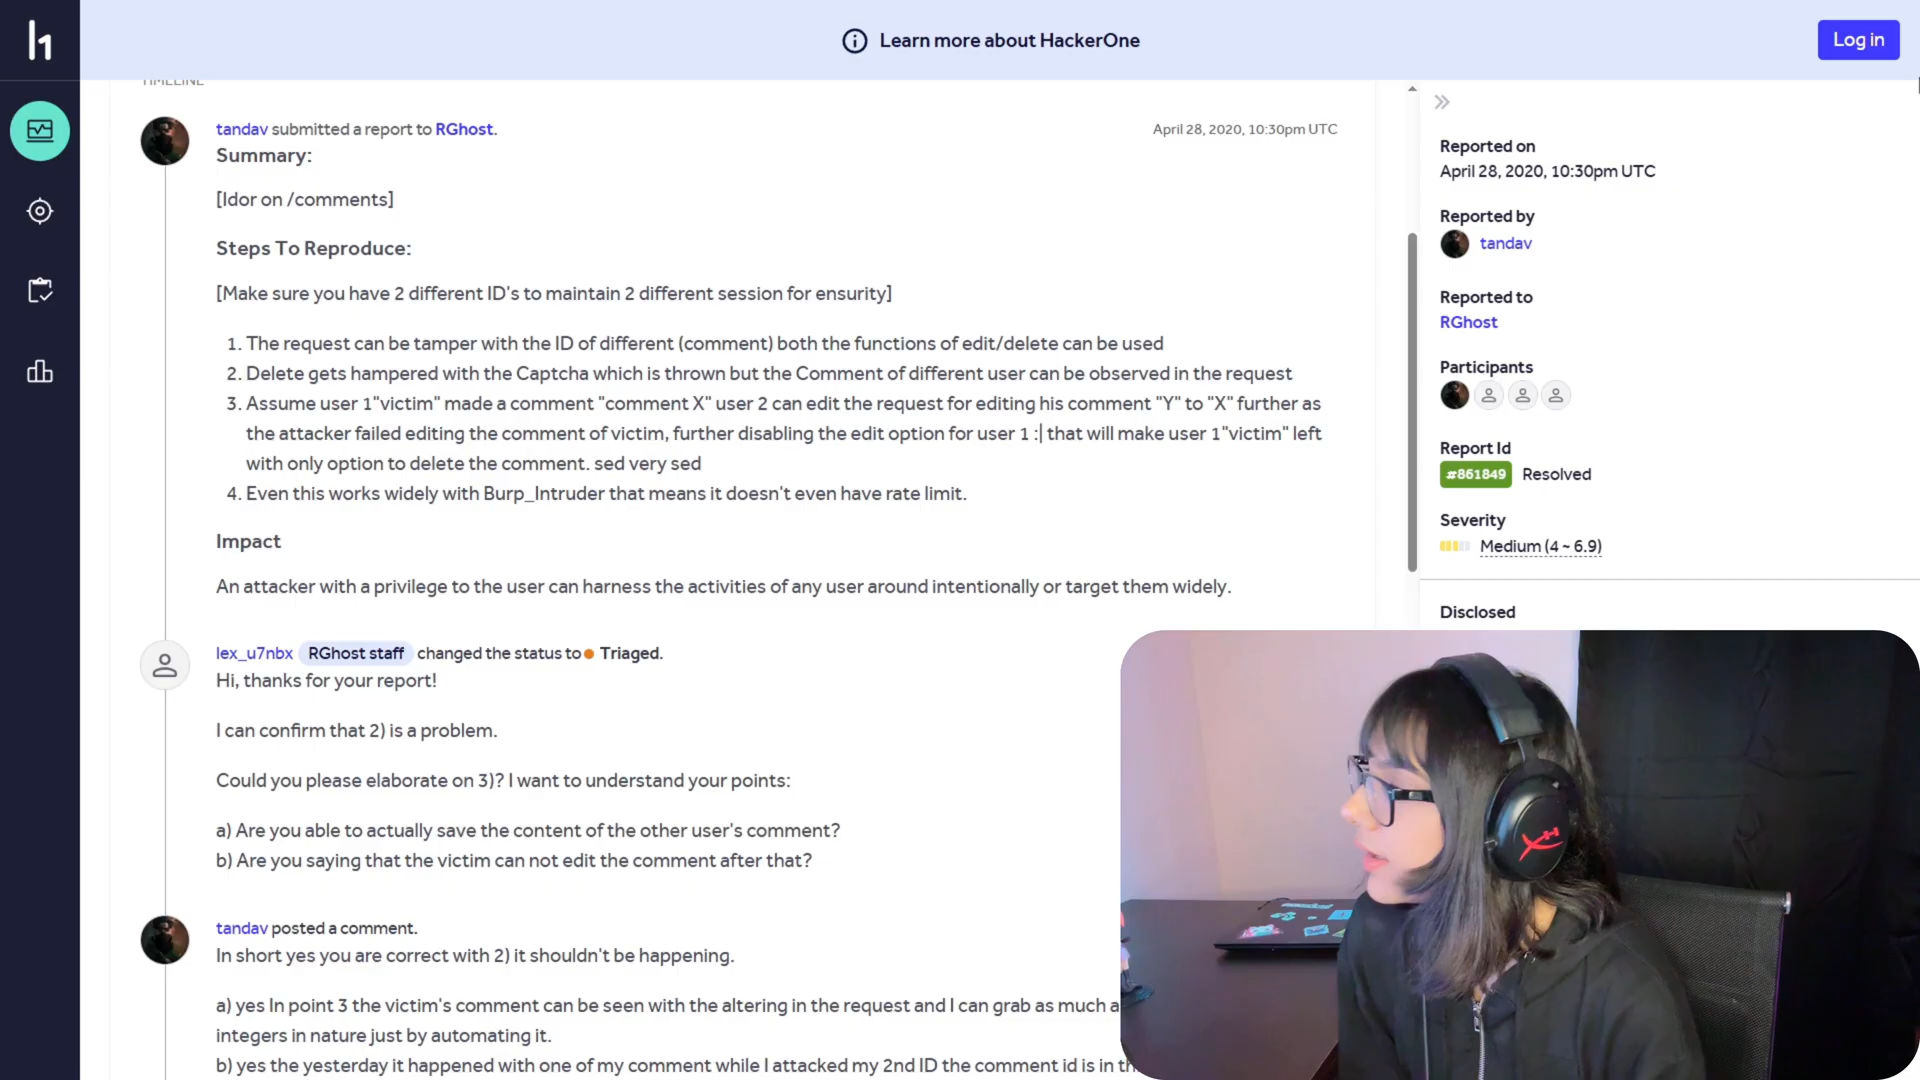 Learn more about HackerOne
Log in
TIMELINE
tandav submitted a report to RGhost.
April 28, 2020, 10:30pm UTC
Summary:
[Idor on /comments]
Steps To Reproduce:
[Make sure you have 2 different ID's to maintain 2 different session for ensurity]
1. The request can be tamper with the ID of different (comment) both the functions of edit/delete can be used
2. Delete gets hampered with the Captcha which is thrown but the Comment of different user can be observed in the request
3. Assume user 1"victim" made a comment "comment X" user 2 can edit the request for editing his comment "Y" to "X" further as
the attacker failed editing the comment of victim, further disabling the edit option for user 1 :| that will make user 1"victim" left
with only option to delete the comment. sed very sed
4. Even this works widely with Burp_Intruder that means it doesn't even have rate limit.
Impact
An attacker with a privilege to the user can harness the activities of any user around intentionally or target them widely.
lex_u7nbx RGhost staff changed the status to Triaged.
Hi, thanks for your report!
I can confirm that 2) is a problem.
Could you please elaborate on 3)? I want to understand your points:
a) Are you able to actually save the content of the other user's comment?
b) Are you saying that the victim can not edit the comment after that?
tandav posted a comment.
In short yes you are correct with 2) it shouldn't be happening.
a) yes In point 3 the victim's comment can be seen with the altering in the request and I can grab as much a
integers in nature just by automating it.
b) yes the yesterday it happened with one of my comment while I attacked my 2nd ID the comment id is in th
Reported on
April 28, 2020, 10:30pm UTC
Reported by
tandav
Reported to
RGhost
Participants
Report Id
#861849 Resolved
Severity
Medium (4 ~ 6.9)
Disclosed